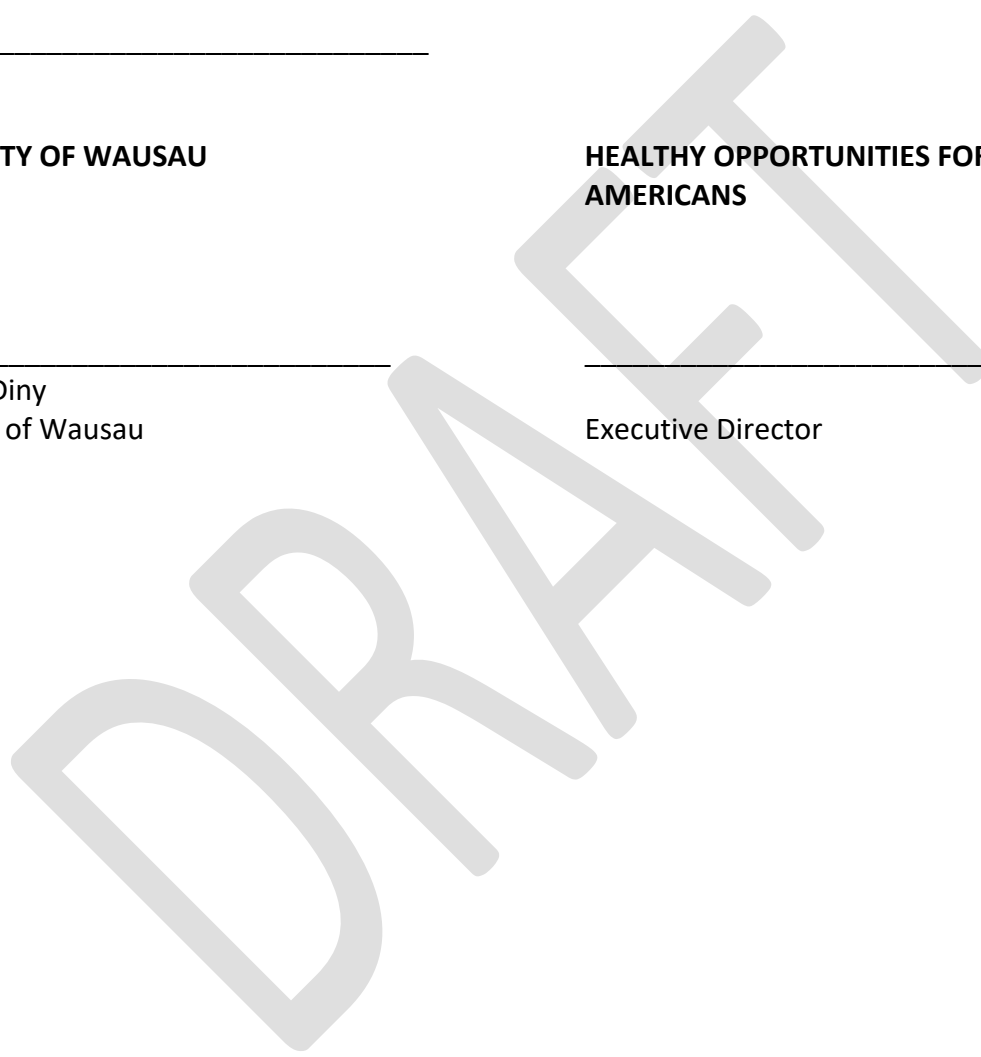 TY OF WAUSAU
HEALTHY OPPORTUNITIES FOR
AMERICANS
Diny
of Wausau
Executive Director
DRAFT